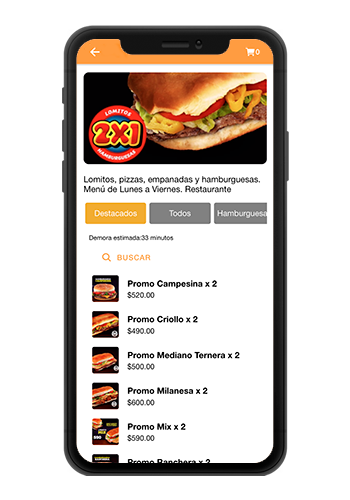 0
LOMITOS
2X1
HAMBURGUESAS
Lomitos, pizzas, empanadas y hamburguesas.
Menú de Lunes a Viernes. Restaurante
Destacados
Todos
Hamburguesa
Demora estimada:33 minutos
BUSCAR
Promo Campesina x 2
$520.00
Promo Criollo x 2
$490.00
Promo Mediano Ternera x 2
$500.00
Promo Milanesa x 2
$600.00
Promo Mix x 2
$590.00
Promo Ranchera x 2